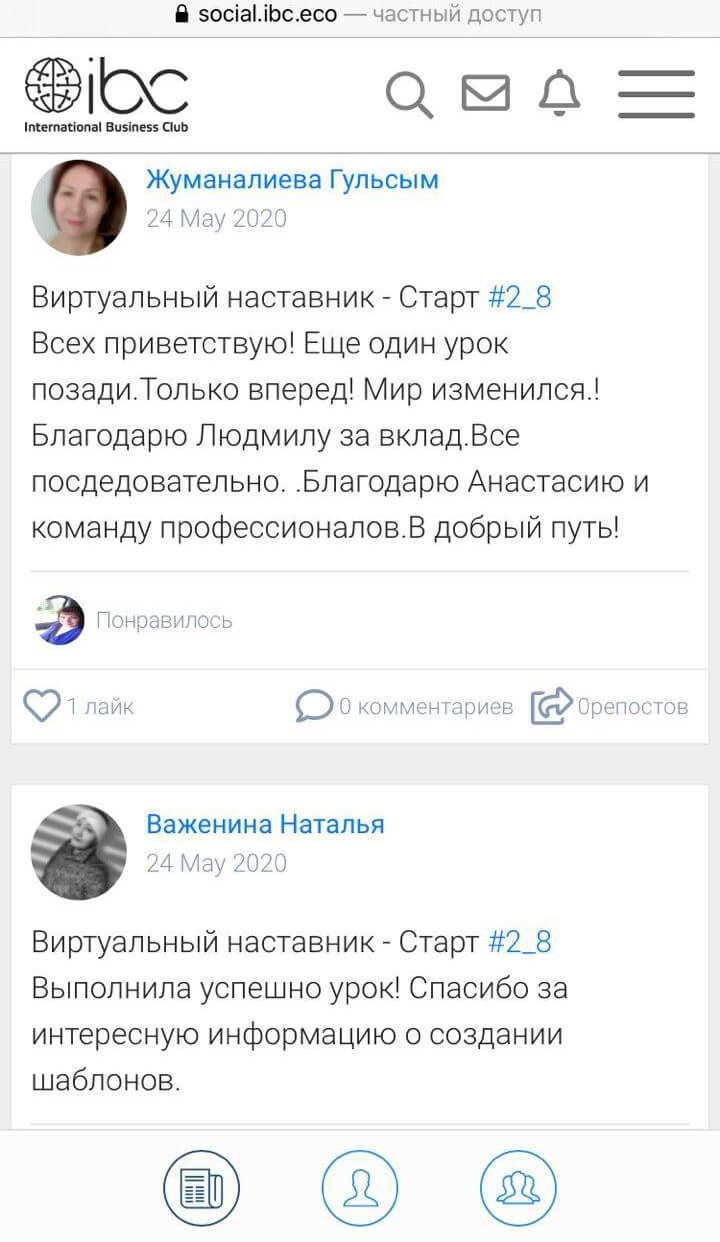 social.ibc.eco — частный доступ
ibc
International Business Club
Жуманалиева Гульсым
24 May 2020
Виртуальный наставник - Старт #2_8
Всех приветствую! Еще один урок
позади.Только вперед! Мир изменился.!
Благодарю Людмилу за вклад.Все
посдедовательно. .Благодарю Анастасию и
команду профессионалов.В добрый путь!
Понравилось
1 лайк 0 комментариев 0репостов
Важенина Наталья
24 May 2020
Виртуальный наставник - Старт #2_8
Выполнила успешно урок! Спасибо за
интересную информацию о создании
шаблонов.